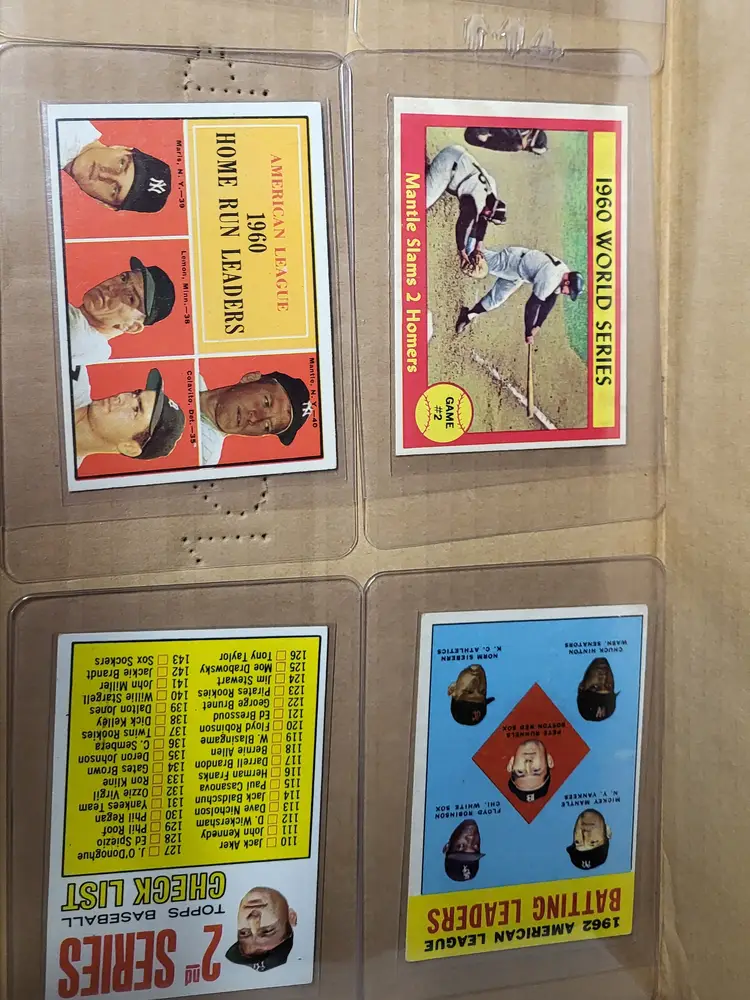 AMERICAN LEAGUE
1960
HOME RUN LEADERS
Maris, N. Y.—39
Lemon, Minn.—38
Colavito, Det.—35
Mantle, N. Y.—40
1960 WORLD SERIES
GAME
#2
Mantle Slams 2 Homers
2nd SERIES
TOPPS BASEBALL
CHECK LIST
110 Jack Aker
111 John Kennedy
112 D. Wickersham
113 Dave Nicholson
114 Jack Baldschun
115 Paul Casanova
116 Herman Franks
117 Darrell Brandon
118 Bernie Allen
119 W. Blasingame
120 Floyd Robinson
121 Ed Bressoud
122 George Brunet
123 Pirates Rookies
124 Jim Stewart
125 Moe Drabowsky
126 Tony Taylor
127 J. O'Donoghue
128 Ed Spiezio
129 Phil Roof
130 Phil Regan
131 Yankees Team
132 Ozzie Virgil
133 Ron Kline
134 Gates Brown
135 Deron Johnson
136 C. Sembera
137 Twins Rookies
138 Dick Kelley
139 Dalton Jones
140 Willie Stargell
141 John Miller
142 Jackie Brandt
143 Sox Sockers
1962 AMERICAN LEAGUE
BATTING LEADERS
MICKEY MANTLE
N. Y. YANKEES
FLOYD ROBINSON
CHI. WHITE SOX
PETE RUNNELS
BOSTON RED SOX
CHUCK HINTON
WASH. SENATORS
NORM SIEBERN
K. C. ATHLETICS